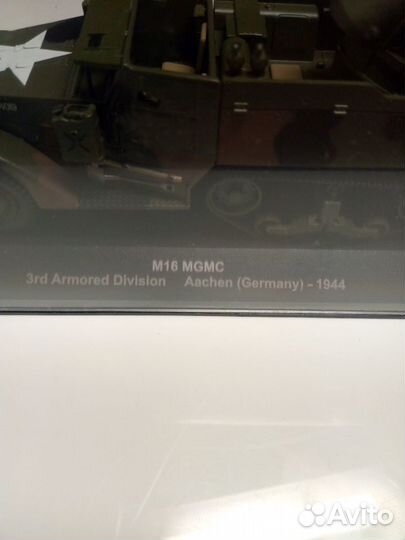 M16 MGMC
3rd Armored Division Aachen (Germany) - 1944
Avito